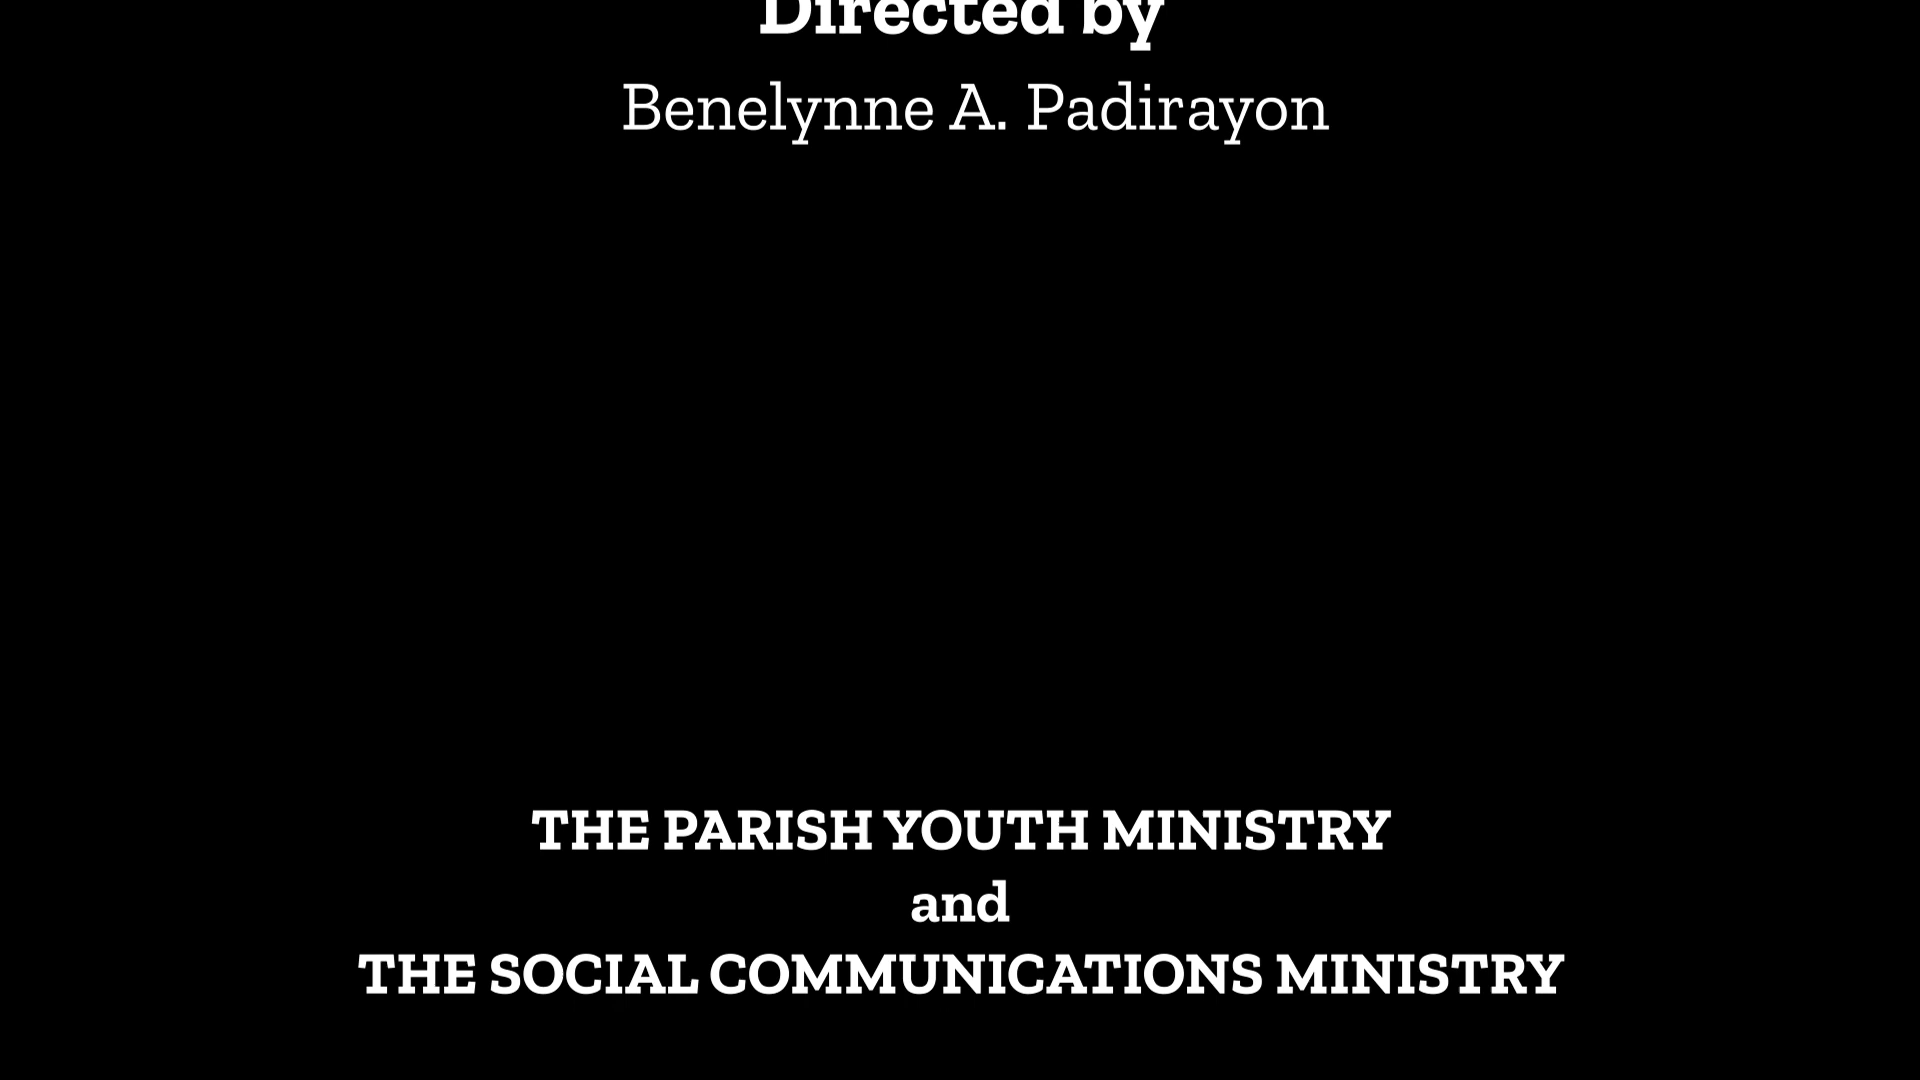 Directed by
Benelynne A. Padirayon
THE PARISH YOUTH MINISTRY
and
THE SOCIAL COMMUNICATIONS MINISTRY